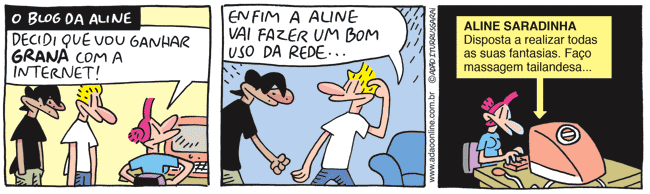 O BLOG DA ALINE
DECIDI QUE VOU GANHAR
GRANA COM A
INTERNET!
ENFIM A ALINE
VAI FAZER UM BOM
USO DA REDE...
©ADÃO ITURRUSGARAI
www.adaoonline.com.br
ALINE SARADINHA
Disposta a realizar todas
as suas fantasias. Faço
massagem tailandesa...